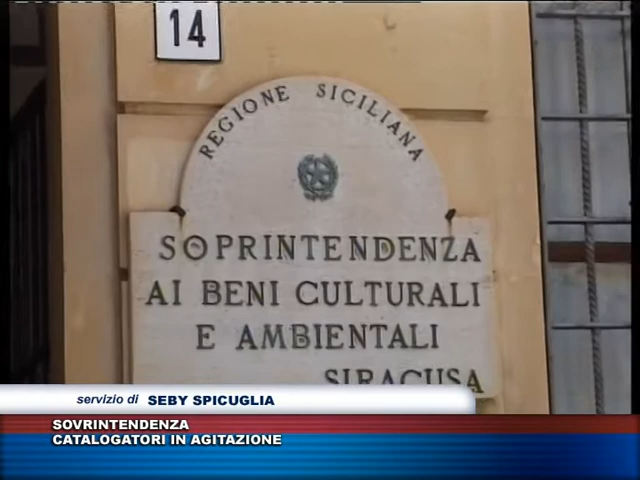 14
REGIONE SICILIANA
SOPRINTENDENZA
AI BENI CULTURALI
E AMBIENTALI
SIRACUSA
servizio di SEBY SPICUGLIA
SOVRINTENDENZA
CATALOGATORI IN AGITAZIONE